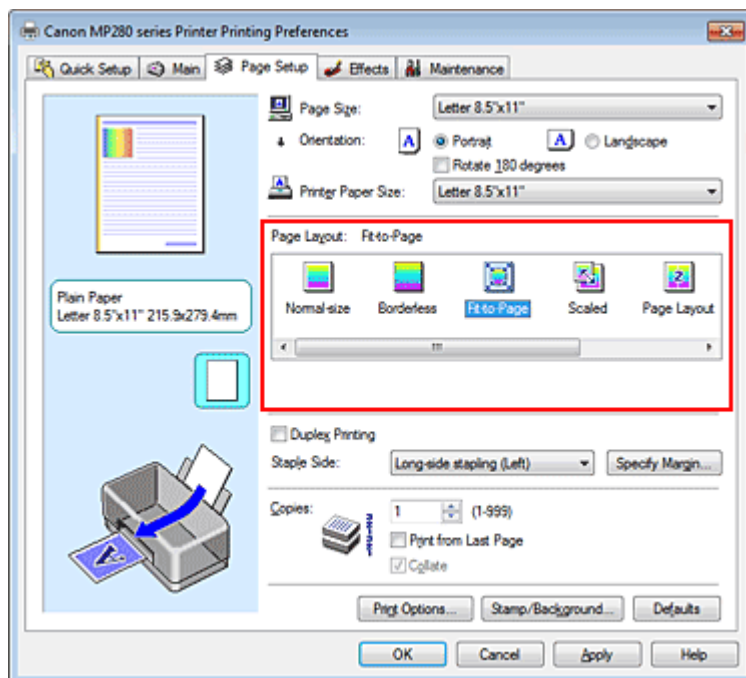 Canon MP280 series Printer Printing Preferences
Quick Setup Main Page Setup Effects Maintenance
Page Size: Letter 8.5"x11"
Orientation: A Portrait A Landscape
Rotate 180 degrees
Printer Paper Size: Letter 8.5"x11"
Page Layout: Fit-to-Page
Normal-size Borderless Fit-to-Page Scaled Page Layout
Plain Paper
Letter 8.5"x11" 215.9x279.4mm
Duplex Printing
Staple Side: Long-side stapling (Left) Specify Margin...
Copies: 1 (1-999)
Print from Last Page
Collate
Print Options... Stamp/Background... Defaults
OK Cancel Apply Help